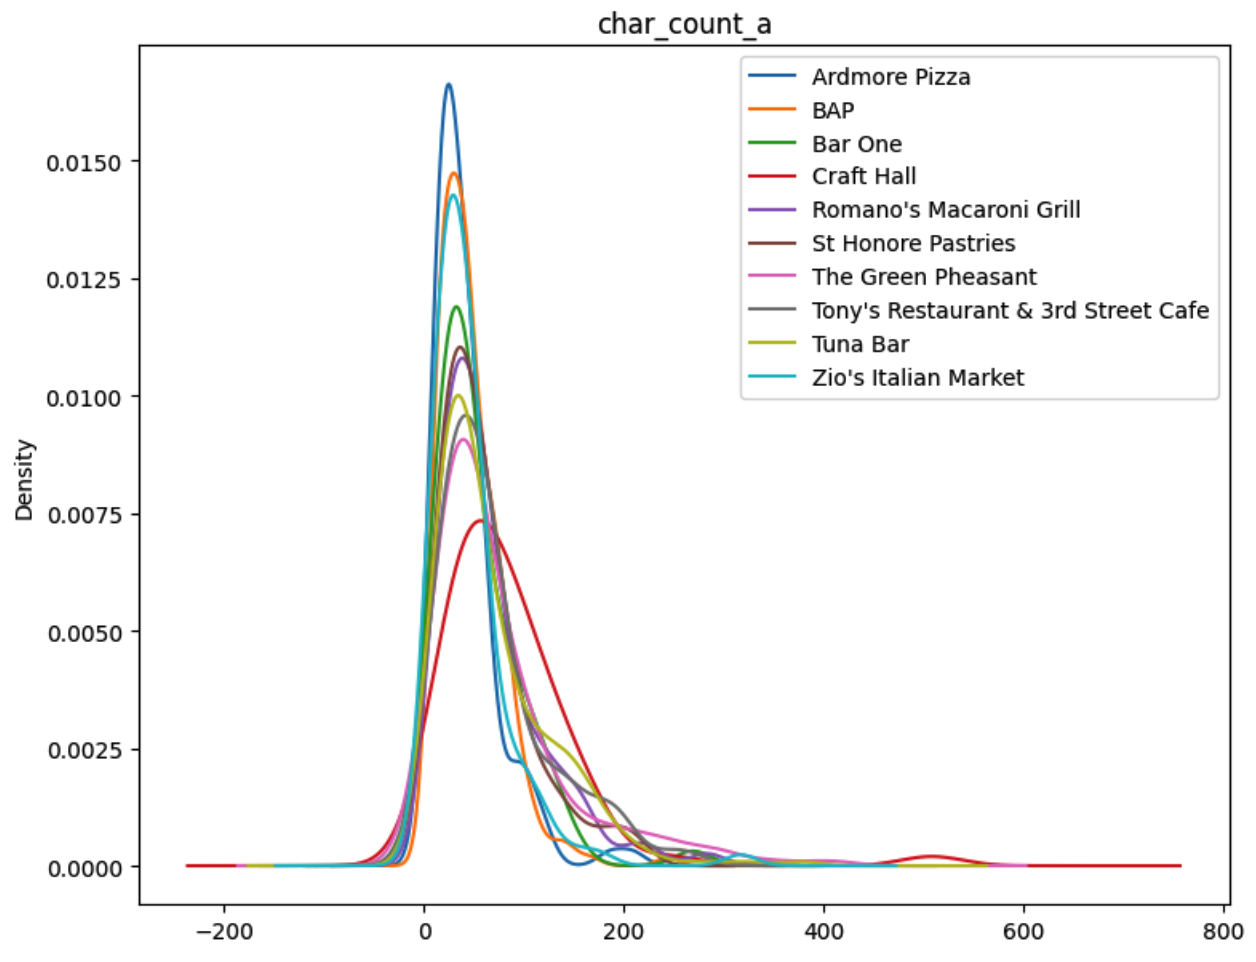 char_count_a
Ardmore Pizza
BAP
Bar One
Craft Hall
Romano's Macaroni Grill
St Honore Pastries
The Green Pheasant
Tony's Restaurant & 3rd Street Cafe
Tuna Bar
Zio's Italian Market
Density
0.0150
0.0125
0.0100
0.0075
0.0050
0.0025
0.0000
−200
0
200
400
600
800